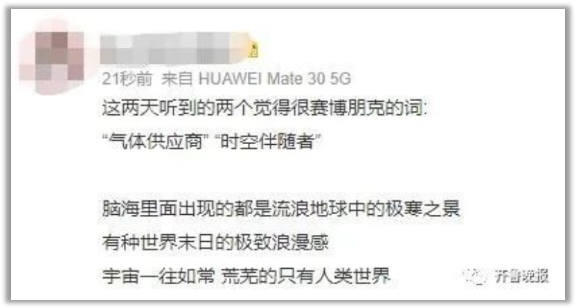 21秒前 来自 HUAWEI Mate 30 5G
这两天听到的两个觉得很赛博朋克的词:
“气体供应商” “时空伴随者”
脑海里面出现的都是流浪地球中的极寒之景
有种世界末日的极致浪漫感
宇宙一往如常 荒芜的只有人类世界
齐鲁晚报